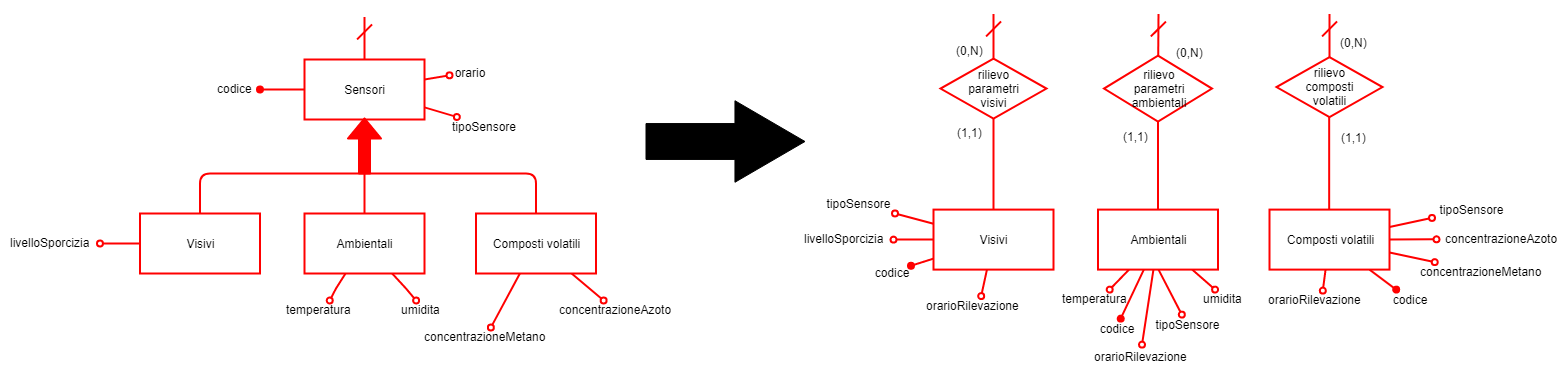 codice
Sensori
orario
tipoSensore
livelloSporcizia
Visivi
Ambientali
Composti volatili
temperatura
umidita
concentrazioneMetano
concentrazioneAzoto
(0,N)
rilievo
parametri
visivi
(1,1)
tipoSensore
livelloSporcizia
codice
Visivi
orarioRilevazione
(0,N)
rilievo
parametri
ambientali
(1,1)
Ambientali
temperatura
codice
orarioRilevazione
tipoSensore
umidita
(0,N)
rilievo
composti
volatili
(1,1)
Composti volatili
tipoSensore
concentrazioneAzoto
concentrazioneMetano
codice
orarioRilevazione